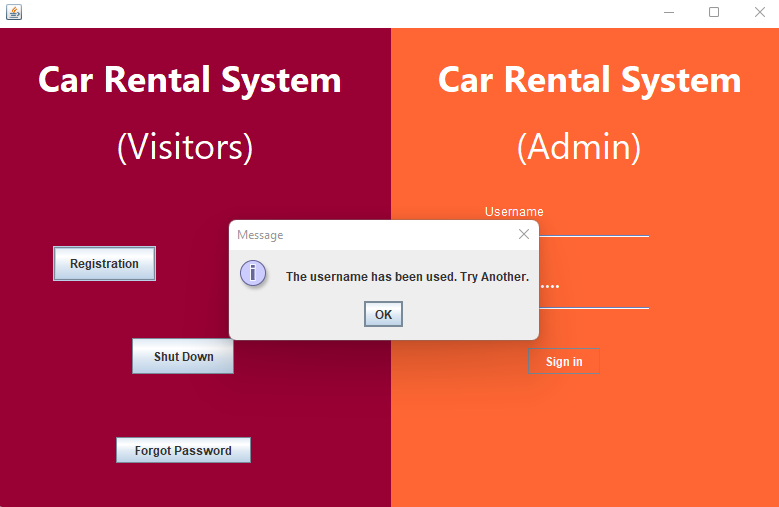 Car Rental System
(Visitors)
Registration
Shut Down
Forgot Password
Car Rental System
(Admin)
Username
Sign in
Message
The username has been used. Try Another.
OK